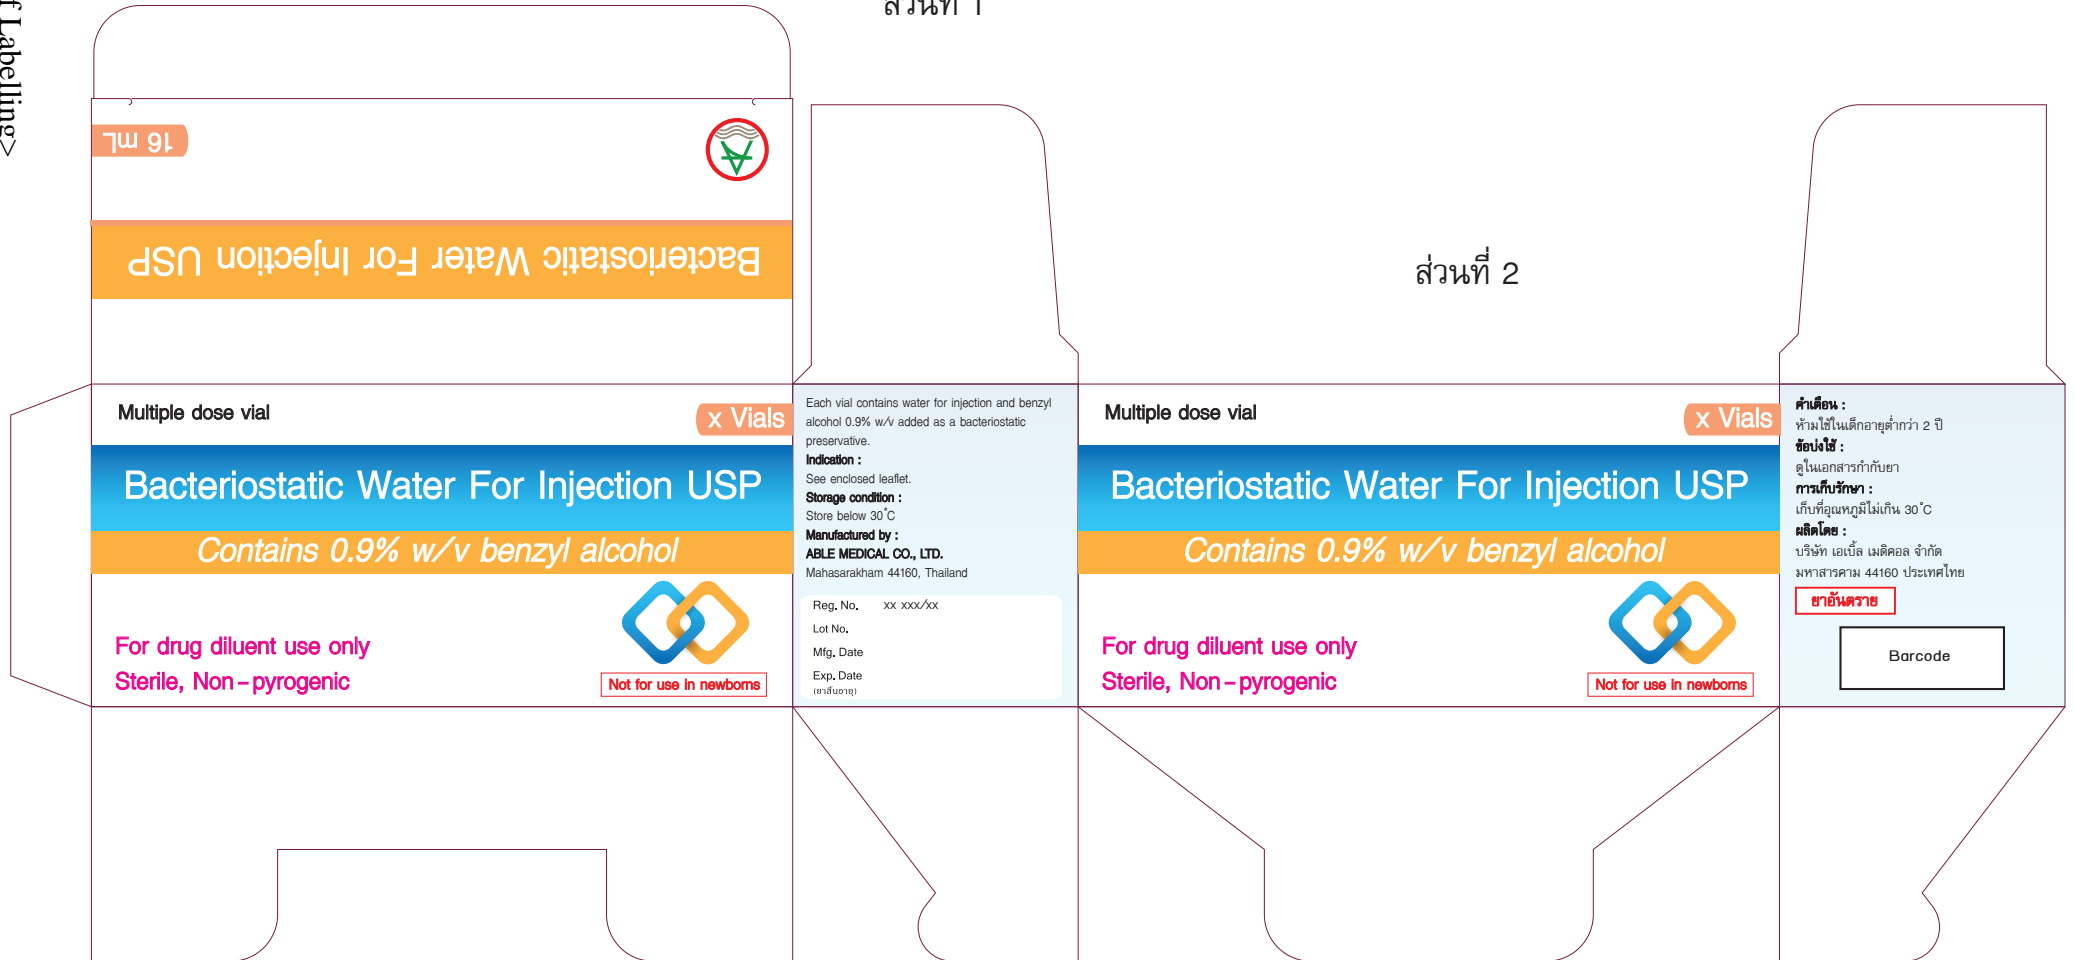 ส่วนที่ 1
f Labelling>
16 mL
Bacteriostatic Water For Injection USP
ส่วนที่ 2
Multiple dose vial
x Vials
Bacteriostatic Water For Injection USP
Contains 0.9% w/v benzyl alcohol
For drug diluent use only
Sterile, Non-pyrogenic
Not for use in newborns
Each vial contains water for injection and benzyl
alcohol 0.9% w/v added as a bacteriostatic
preservative.
Indication :
See enclosed leaflet.
Storage condition :
Store below 30°C
Manufactured by :
ABLE MEDICAL CO., LTD.
Mahasarakham 44160, Thailand
Reg. No. xx xxx/xx
Lot No.
Mfg. Date
Exp. Date
(ยาสิ้นอายุ)
Multiple dose vial
x Vials
Bacteriostatic Water For Injection USP
Contains 0.9% w/v benzyl alcohol
For drug diluent use only
Sterile, Non-pyrogenic
Not for use in newborns
คำเตือน :
ห้ามใช้ในเด็กอายุต่ำกว่า 2 ปี
ข้อบ่งใช้ :
ดูในเอกสารกำกับยา
การเก็บรักษา :
เก็บที่อุณหภูมิไม่เกิน 30°C
ผลิตโดย :
บริษัท เอเบิ้ล เมดิคอล จำกัด
มหาสารคาม 44160 ประเทศไทย
ยาอันตราย
Barcode